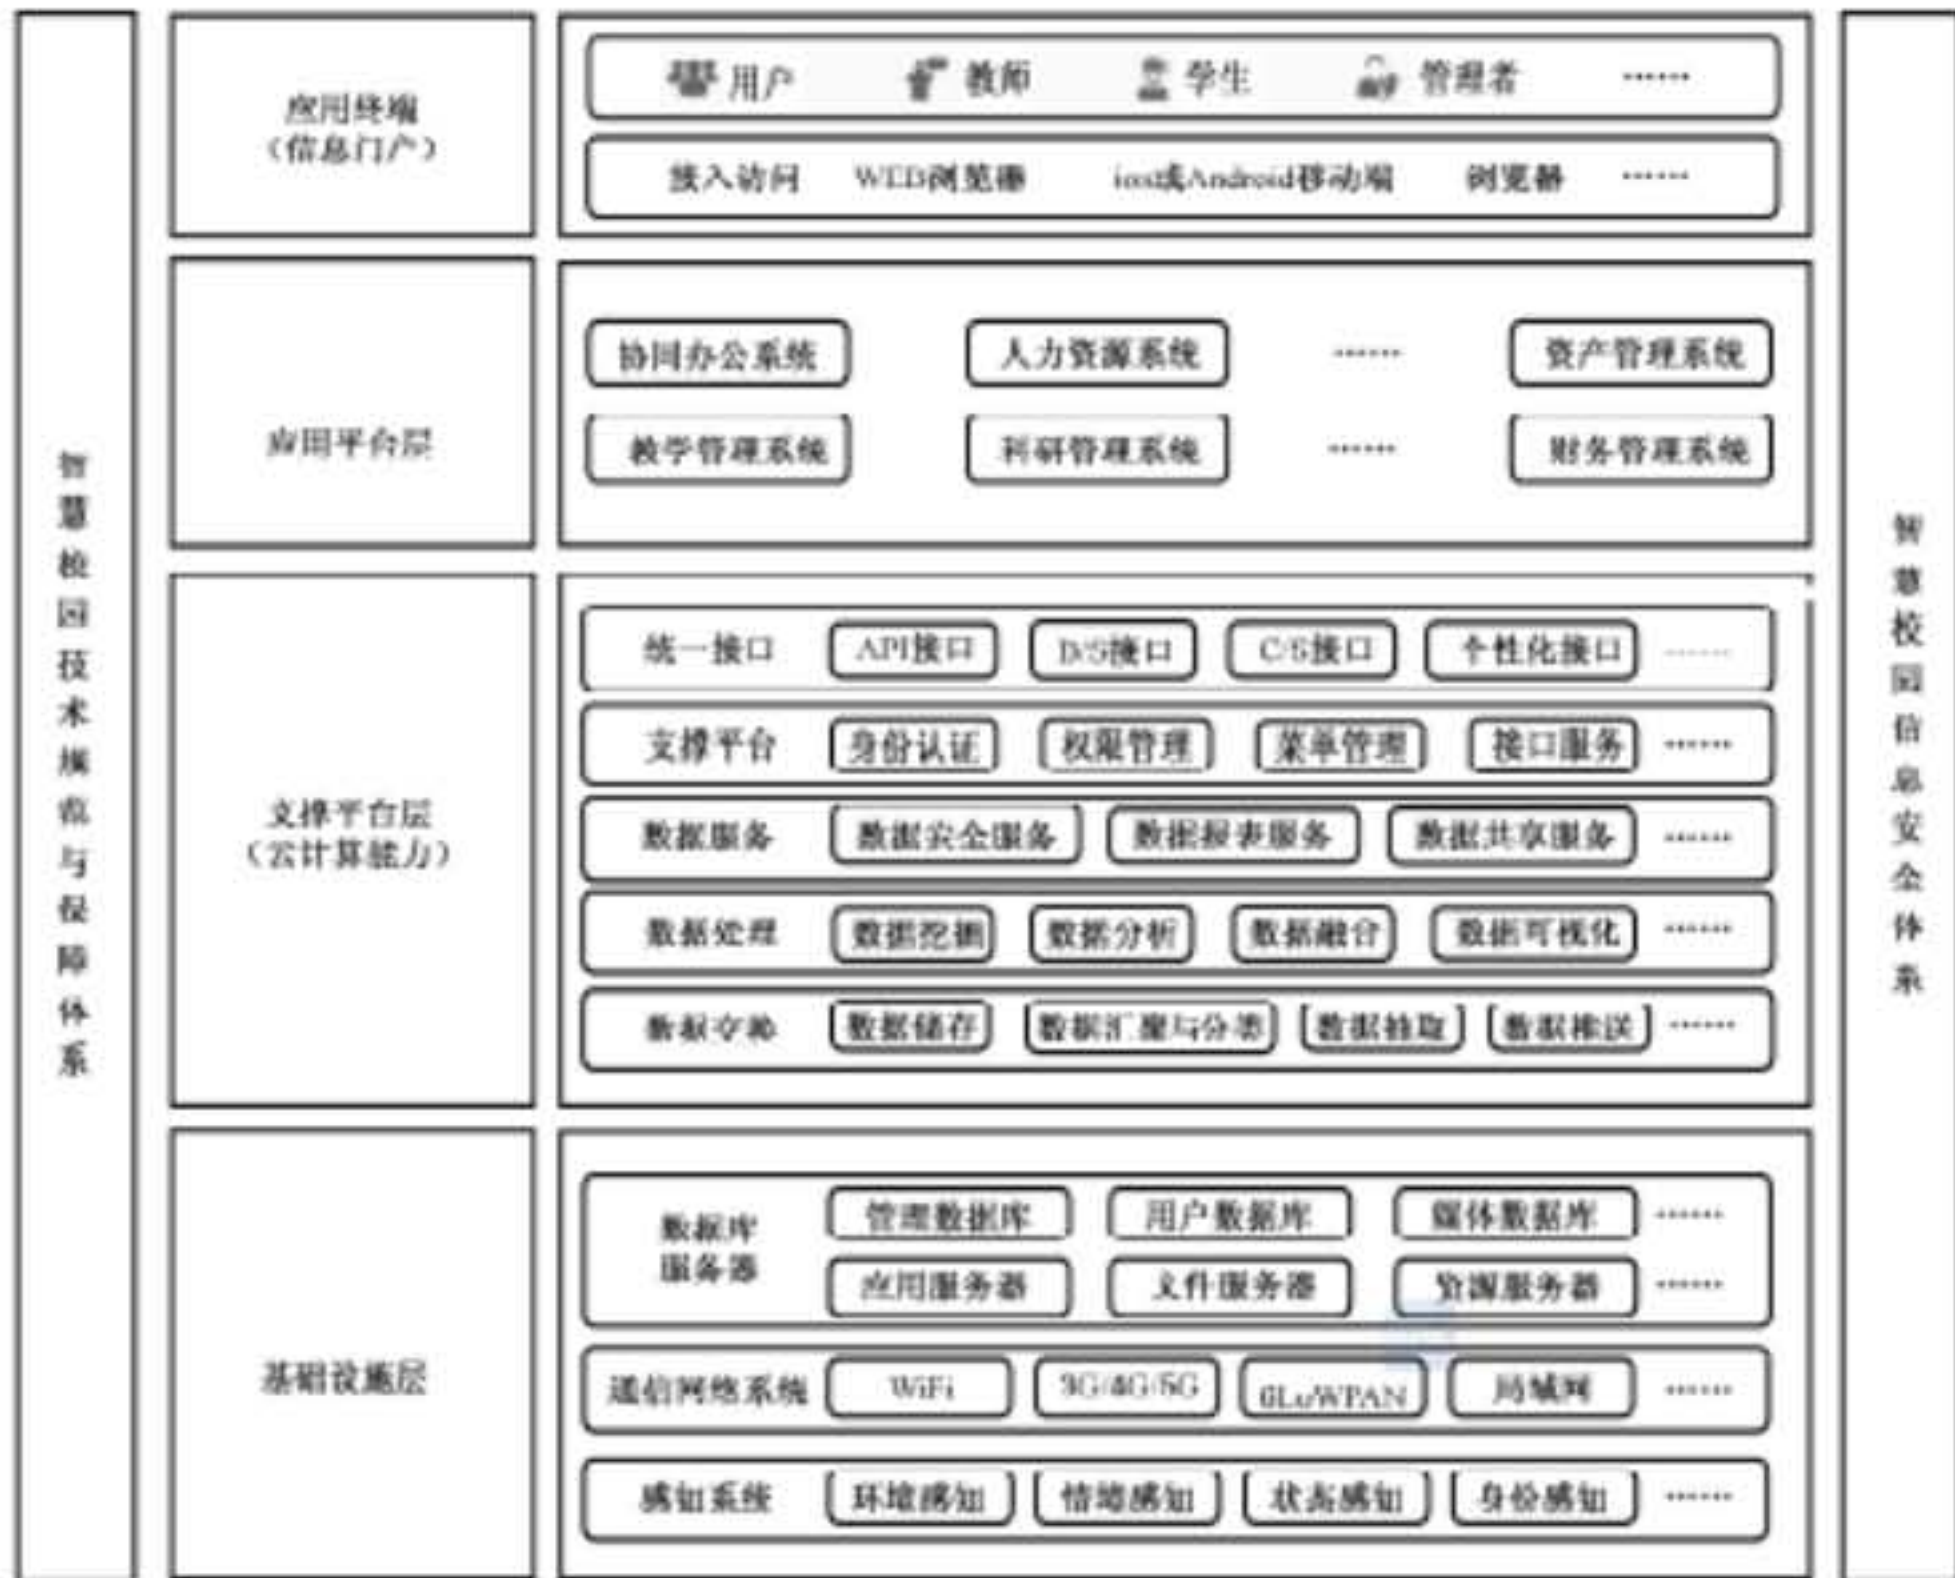 智慧校园技术规范与保障体系
应用终端
（信息门户）
用户 教师 学生 管理者 ……
接入访问 WEB浏览器 ios或Android移动端 浏览器 ……
应用平台层
协同办公系统 人力资源系统 …… 资产管理系统
教学管理系统 科研管理系统 …… 财务管理系统
支撑平台层
（云计算能力）
统一接口 API接口 B/S接口 C/S接口 个性化接口 ……
支撑平台 身份认证 权限管理 菜单管理 接口服务 ……
数据服务 数据安全服务 数据报表服务 数据共享服务 ……
数据处理 数据挖掘 数据分析 数据融合 数据可视化 ……
数据交换 数据储存 数据汇聚与分类 数据抽取 数据推送 ……
基础设施层
数据库
服务器
管理数据库 用户数据库 媒体数据库 ……
应用服务器 文件服务器 资源服务器 ……
通信网络系统 WiFi 3G/4G/5G 6LoWPAN 局域网 ……
感知系统 环境感知 情境感知 状态感知 身份感知 ……
智慧校园信息安全体系